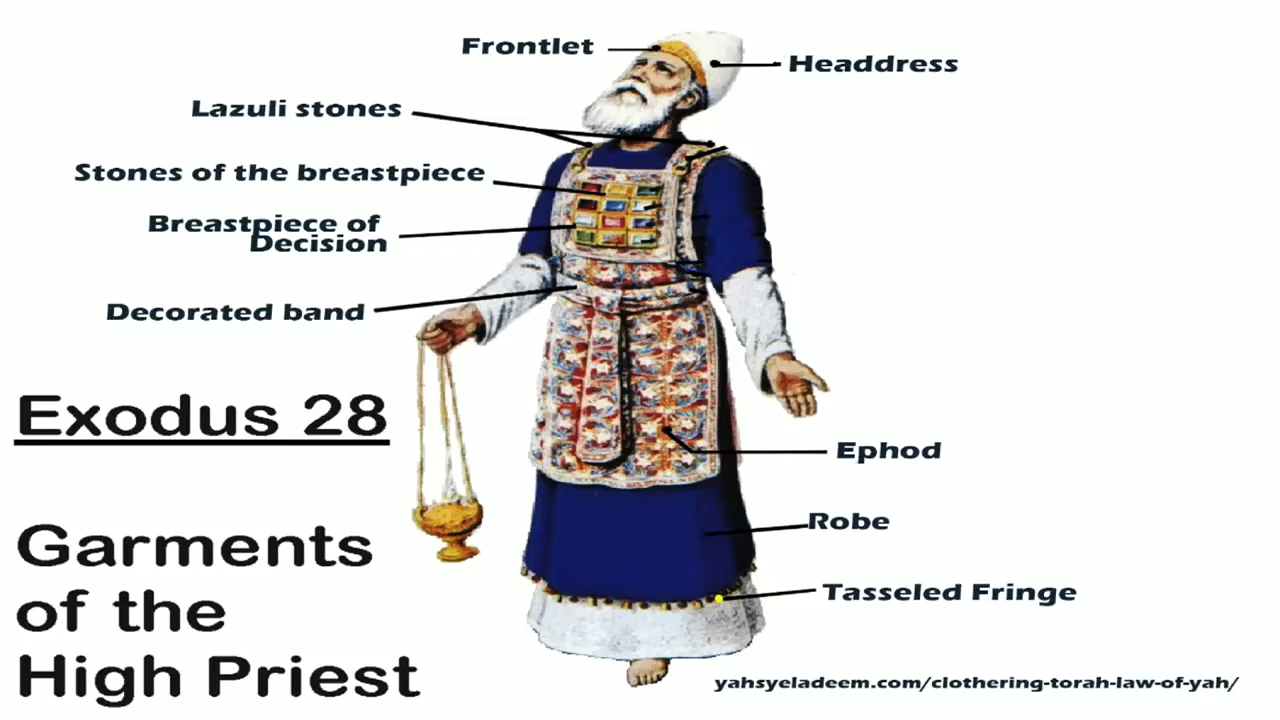 Frontlet
Headdress
Lazuli stones
Stones of the breastpiece
Breastpiece of
Decision
Decorated band
Exodus 28
Ephod
Garments
of the
High Priest
Robe
Tasseled Fringe
yahsyeladeem.com/clothering-torah-law-of-yah/